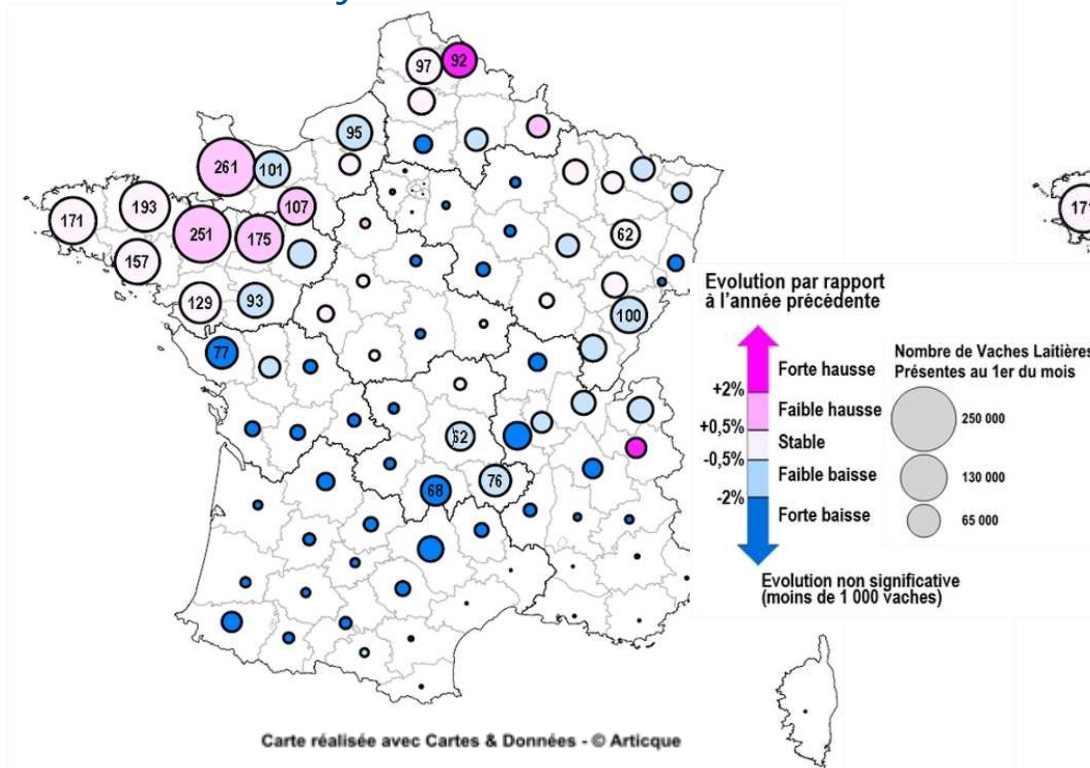 97
92
95
261
101
107
193
171
251
175
157
62
129
93
100
77
62
76
68
171
Evolution par rapport
à l'année précédente
Forte hausse
+2%
Faible hausse
+0,5%
Stable
-0,5%
Faible baisse
-2%
Forte baisse
Evolution non significative
(moins de 1 000 vaches)
Nombre de Vaches Laitières
Présentes au 1er du mois
250 000
130 000
65 000
Carte réalisée avec Cartes & Données - © Articque